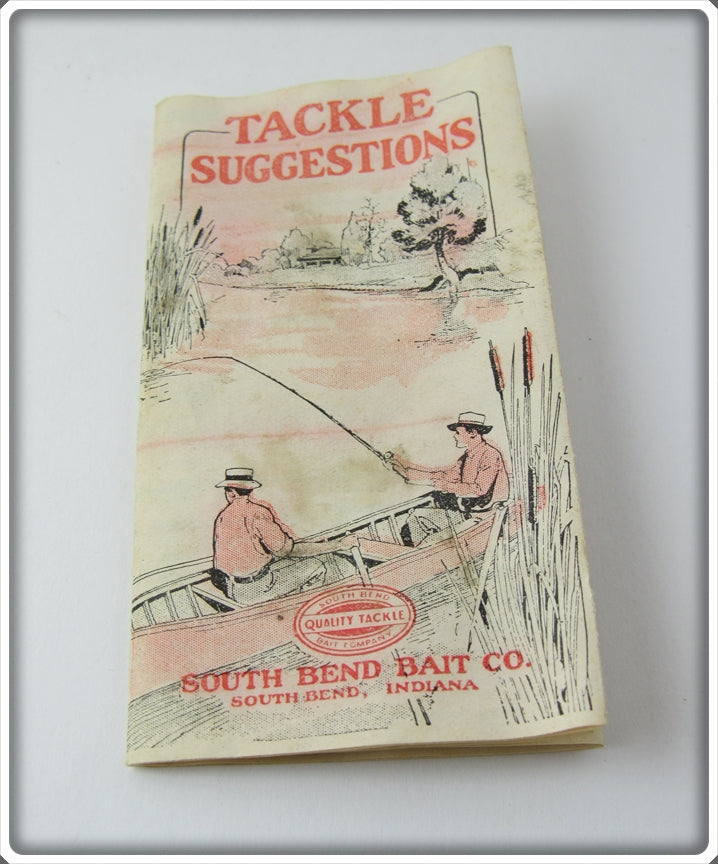 TACKLE
SUGGESTIONS
SOUTH BEND
QUALITY TACKLE
BAIT COMPANY
SOUTH BEND BAIT CO.
SOUTH BEND, INDIANA